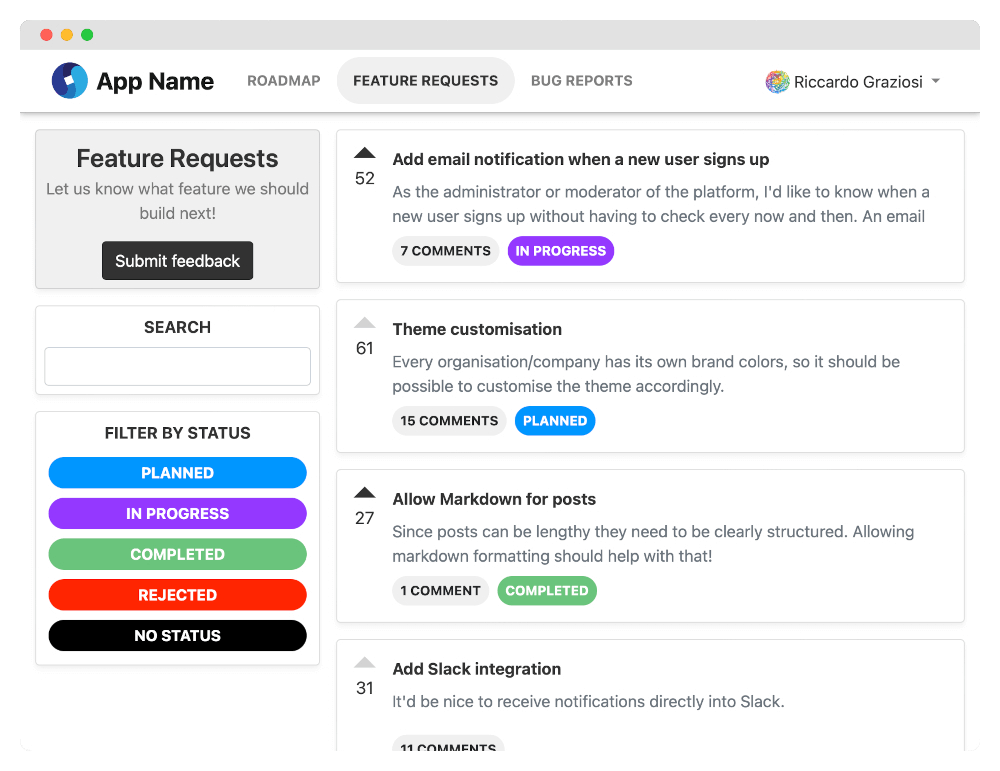 App Name
ROADMAP
FEATURE REQUESTS
BUG REPORTS
Riccardo Graziosi
Feature Requests
Let us know what feature we should
build next!
Submit feedback
SEARCH
FILTER BY STATUS
PLANNED
IN PROGRESS
COMPLETED
REJECTED
NO STATUS
52
Add email notification when a new user signs up
As the administrator or moderator of the platform, I'd like to know when a
new user signs up without having to check every now and then. An email
7 COMMENTS
IN PROGRESS
61
Theme customisation
Every organisation/company has its own brand colors, so it should be
possible to customise the theme accordingly.
15 COMMENTS
PLANNED
27
Allow Markdown for posts
Since posts can be lengthy they need to be clearly structured. Allowing
markdown formatting should help with that!
1 COMMENT
COMPLETED
31
Add Slack integration
It'd be nice to receive notifications directly into Slack.
11 COMMENTS